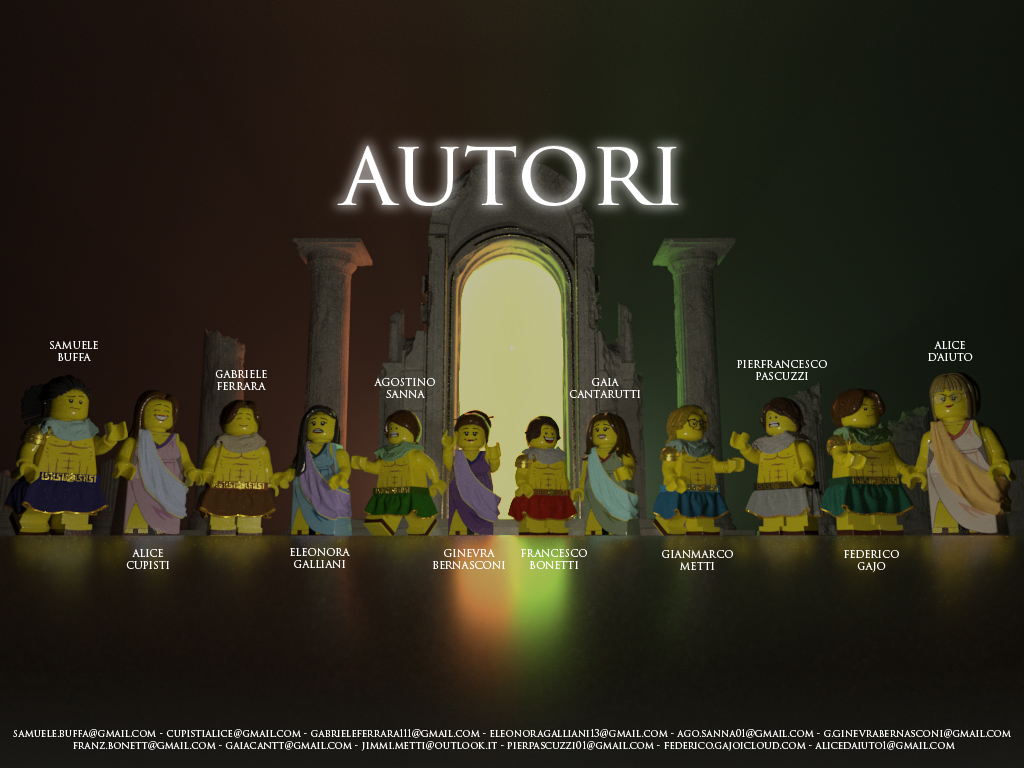 AUTORI
SAMUELE
BUFFA
GABRIELE
FERRARA
AGOSTINO
SANNA
GAIA
CANTARUTTI
PIERFRANCESCO
PASCUZZI
ALICE
D'AIUTO
ALICE
CUPISTI
ELEONORA
GALLIANI
GINEVRA
BERNASCONI
FRANCESCO
BONETTI
GIANMARCO
METTI
FEDERICO
GAJO
SAMUELE.BUFFA@GMAIL.COM - CUPISTIALICE@GMAIL.COM - GABRIELEFERRARA111@GMAIL.COM - ELEONORAGALLIANI13@GMAIL.COM - AGO.SANNA01@GMAIL.COM - G.GINEVRABERNASCONI@GMAIL.COM
FRANZ.BONETT@GMAIL.COM - GAIACANTT@GMAIL.COM - JIMMI.METTI@OUTLOOK.IT - PIERPASCUZZI01@GMAIL.COM - FEDERICO.GAJOICLOUD.COM - ALICEDAIUTO1@GMAIL.COM